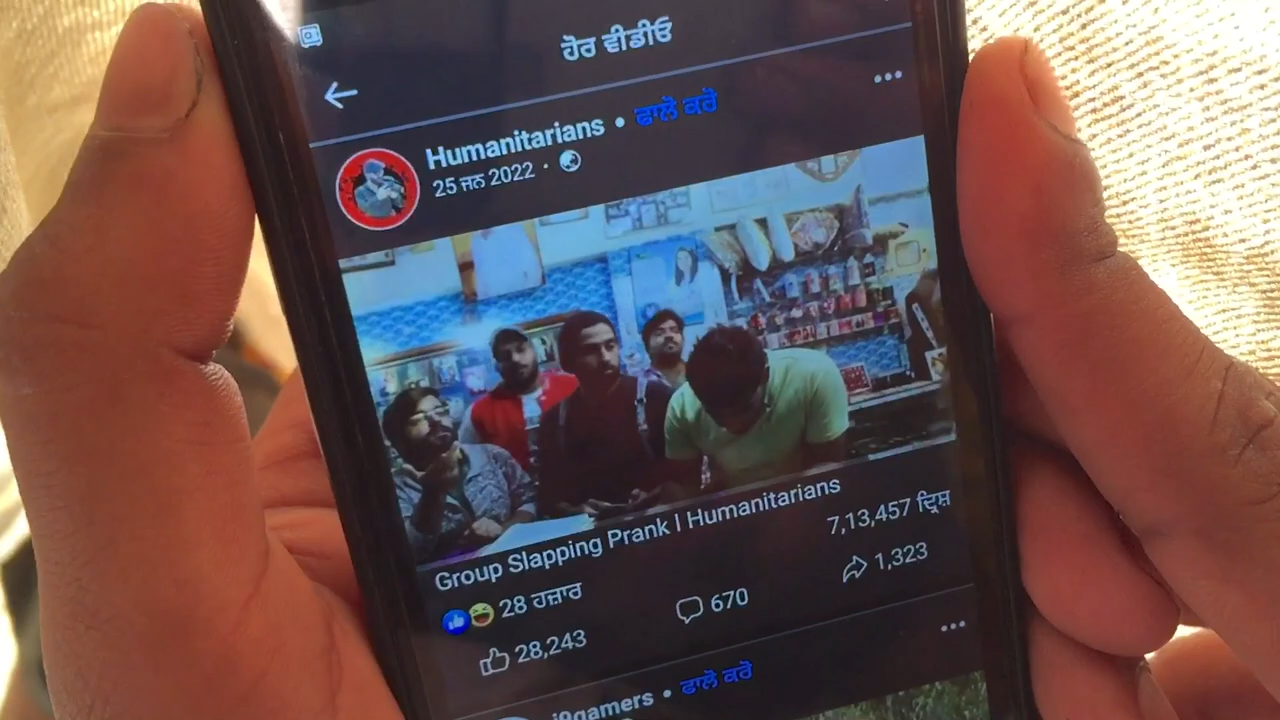 ਹੋਰ ਵੀਡੀਓ
Humanitarians • ਫਾਲੋ ਕਰੋ
25 ਜਨ 2022 ·
Group Slapping Prank I Humanitarians
7,13,457 ਦ੍ਰਿਸ਼
28 ਹਜ਼ਾਰ
28,243
670
1,323
i9gamers • ਫਾਲੋ ਕਰੋ